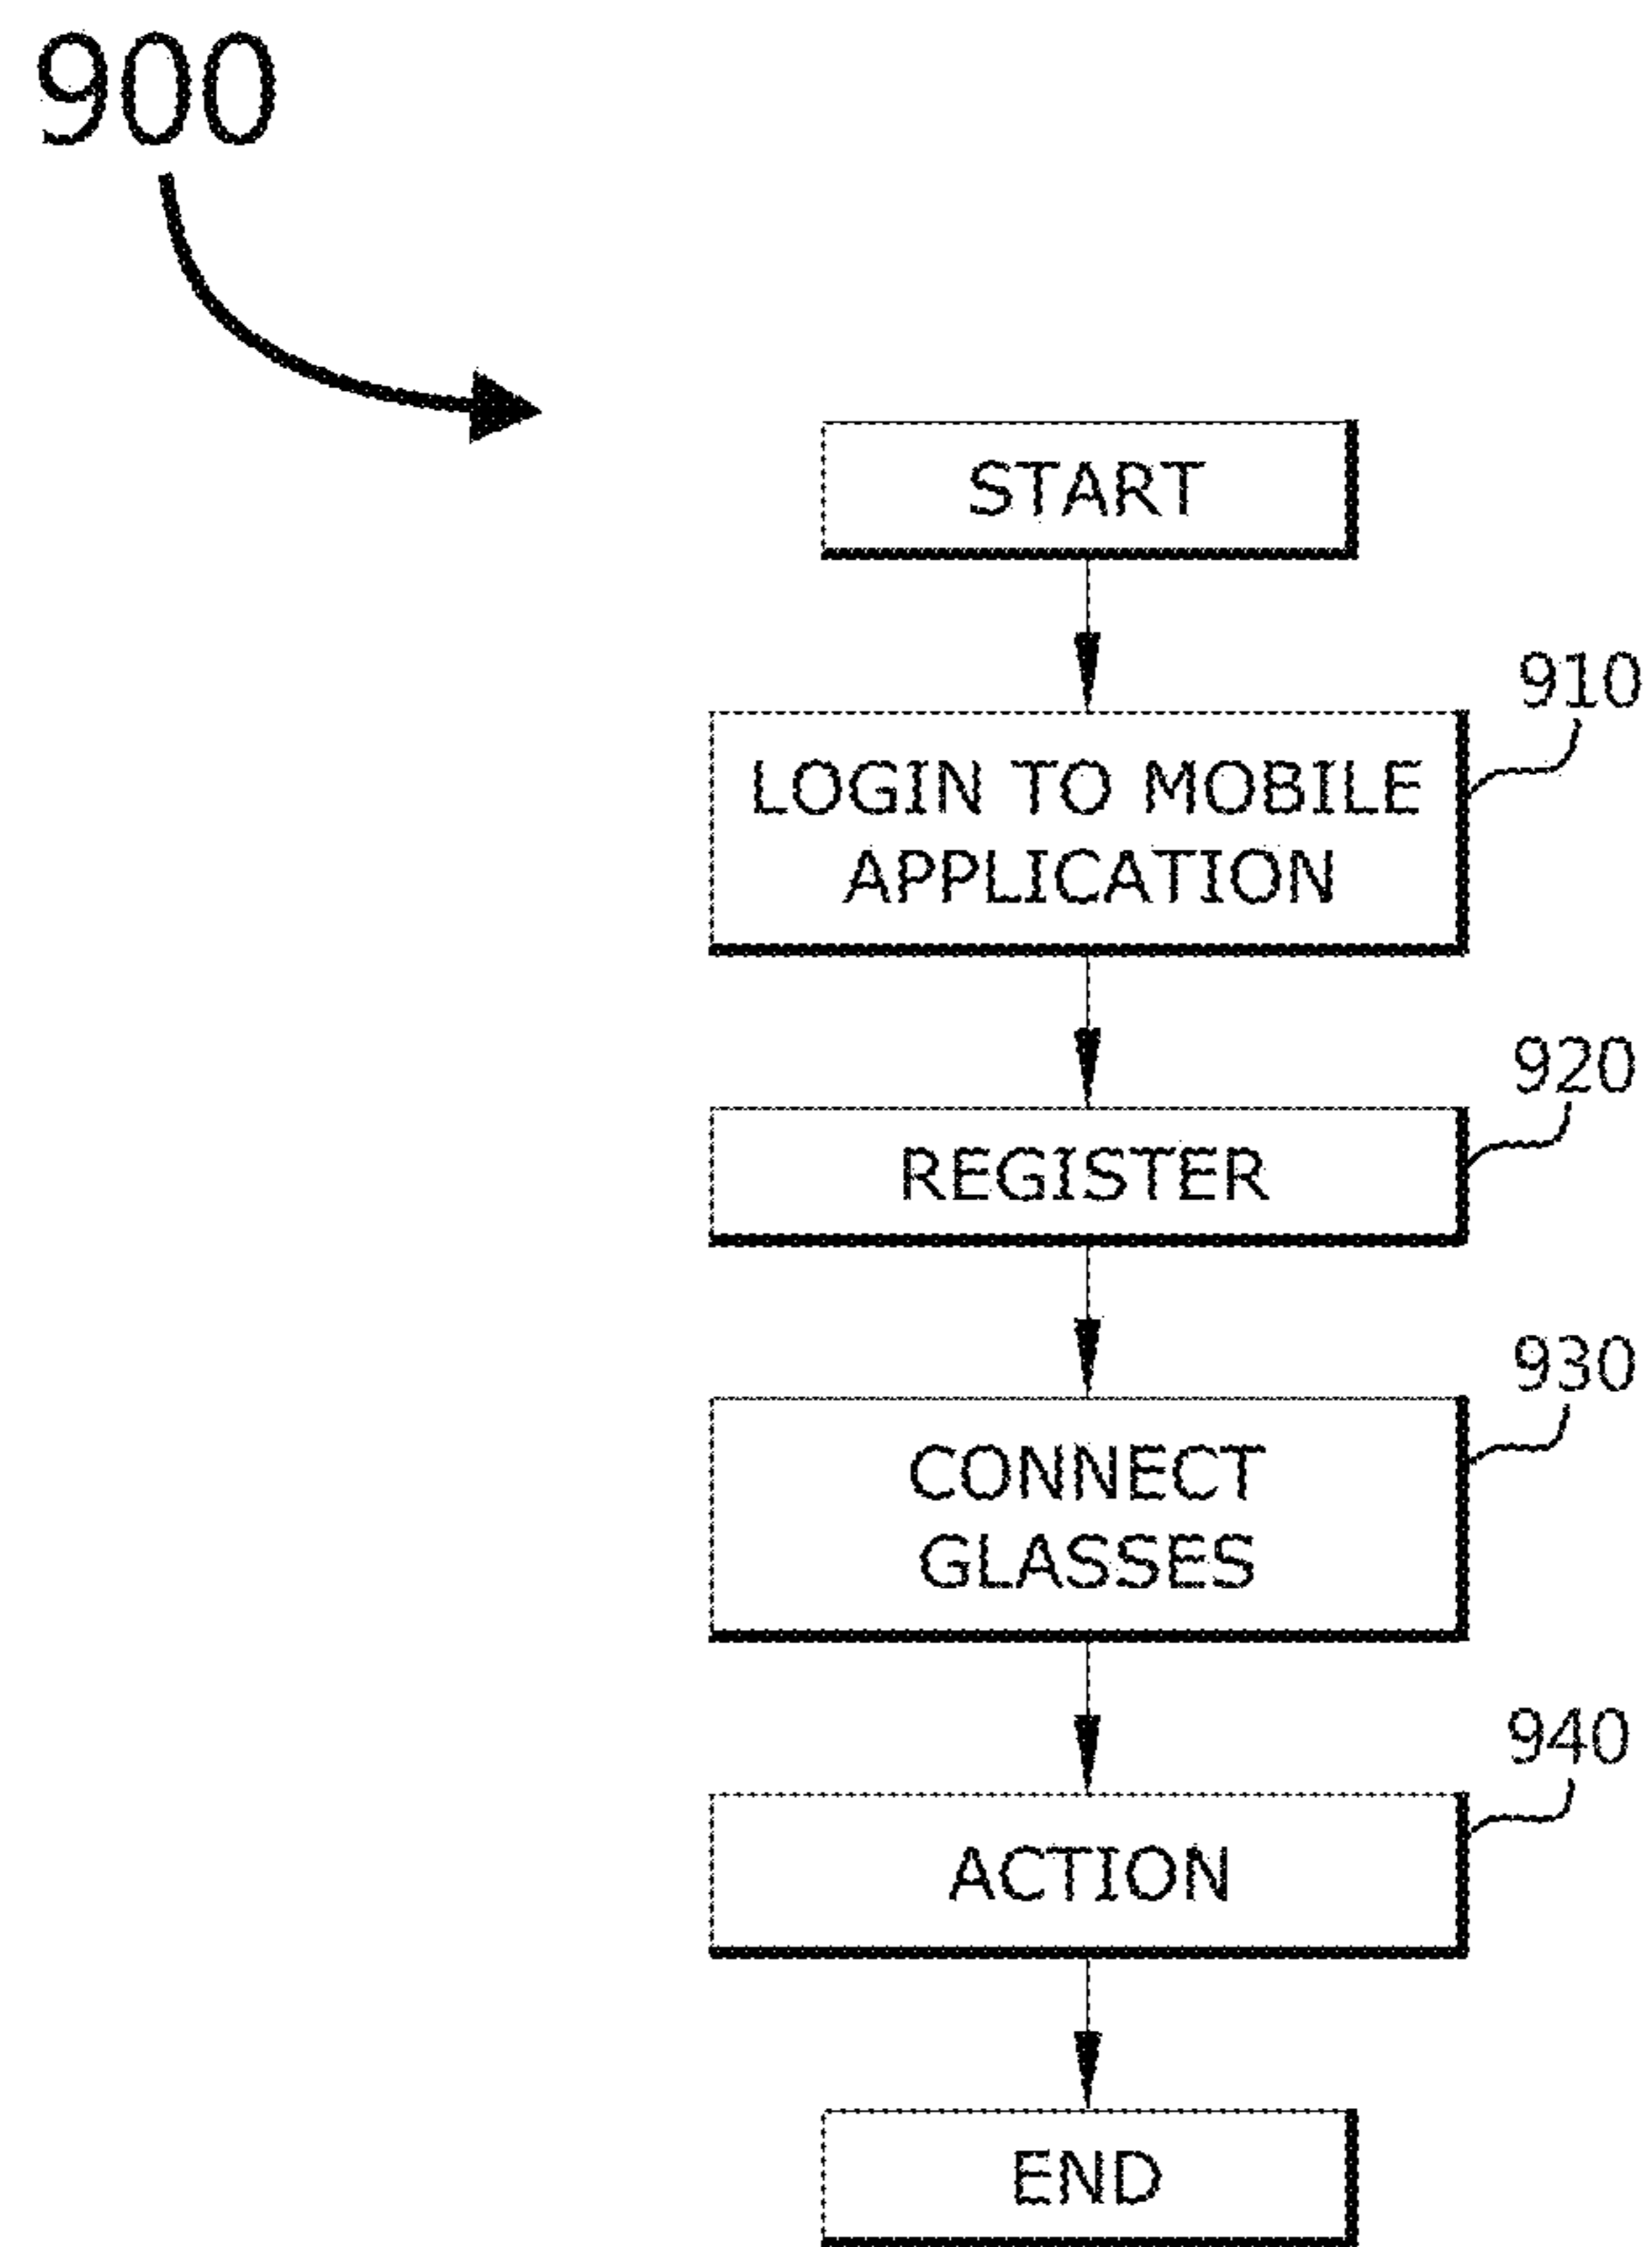 900
START
910
LOGIN TO MOBILE
APPLICATION
920
REGISTER
930
CONNECT
GLASSES
940
ACTION
END